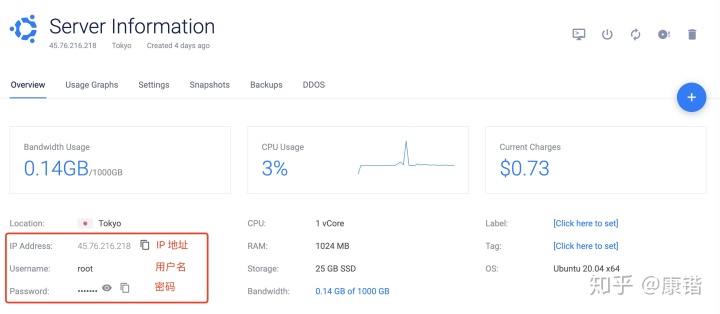 Server Information
45.76.216.218 Tokyo Created 4 days ago
Overview Usage Graphs Settings Snapshots Backups DDOS
Bandwidth Usage CPU Usage Current Charges
0.14GB/1000GB 3% $0.73
Location: Tokyo CPU: 1 vCore Label: [Click here to set]
IP Address: 45.76.216.218 IP 地址 RAM: 1024 MB Tag: [Click here to set]
Username: root 用户名 Storage: 25 GB SSD OS: Ubuntu 20.04 x64
Password: ••••••• 密码 Bandwidth: 0.14 GB of 1000 GB
知乎 @康锴